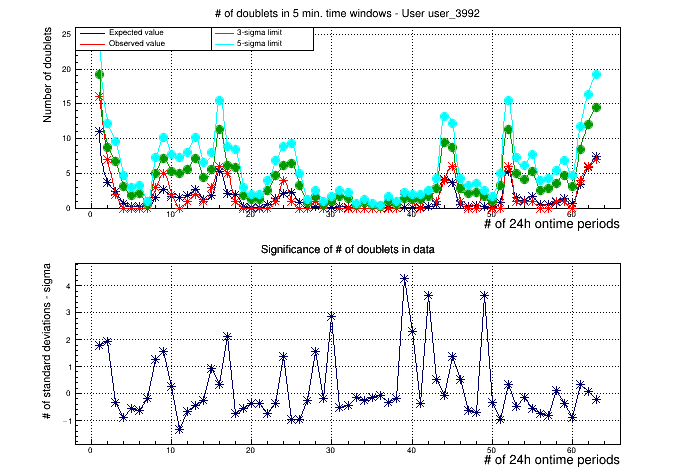 # of doublets in 5 min. time windows - User user_3992
Expected value
3-sigma limit
Observed value
5-sigma limit
Number of doublets
25
20
15
10
5
0
0 10 20 30 40 50 60
# of 24h ontime periods
Significance of # of doublets in data
# of standard deviations - sigma
4
3
2
1
0
−1
0 10 20 30 40 50 60
# of 24h ontime periods